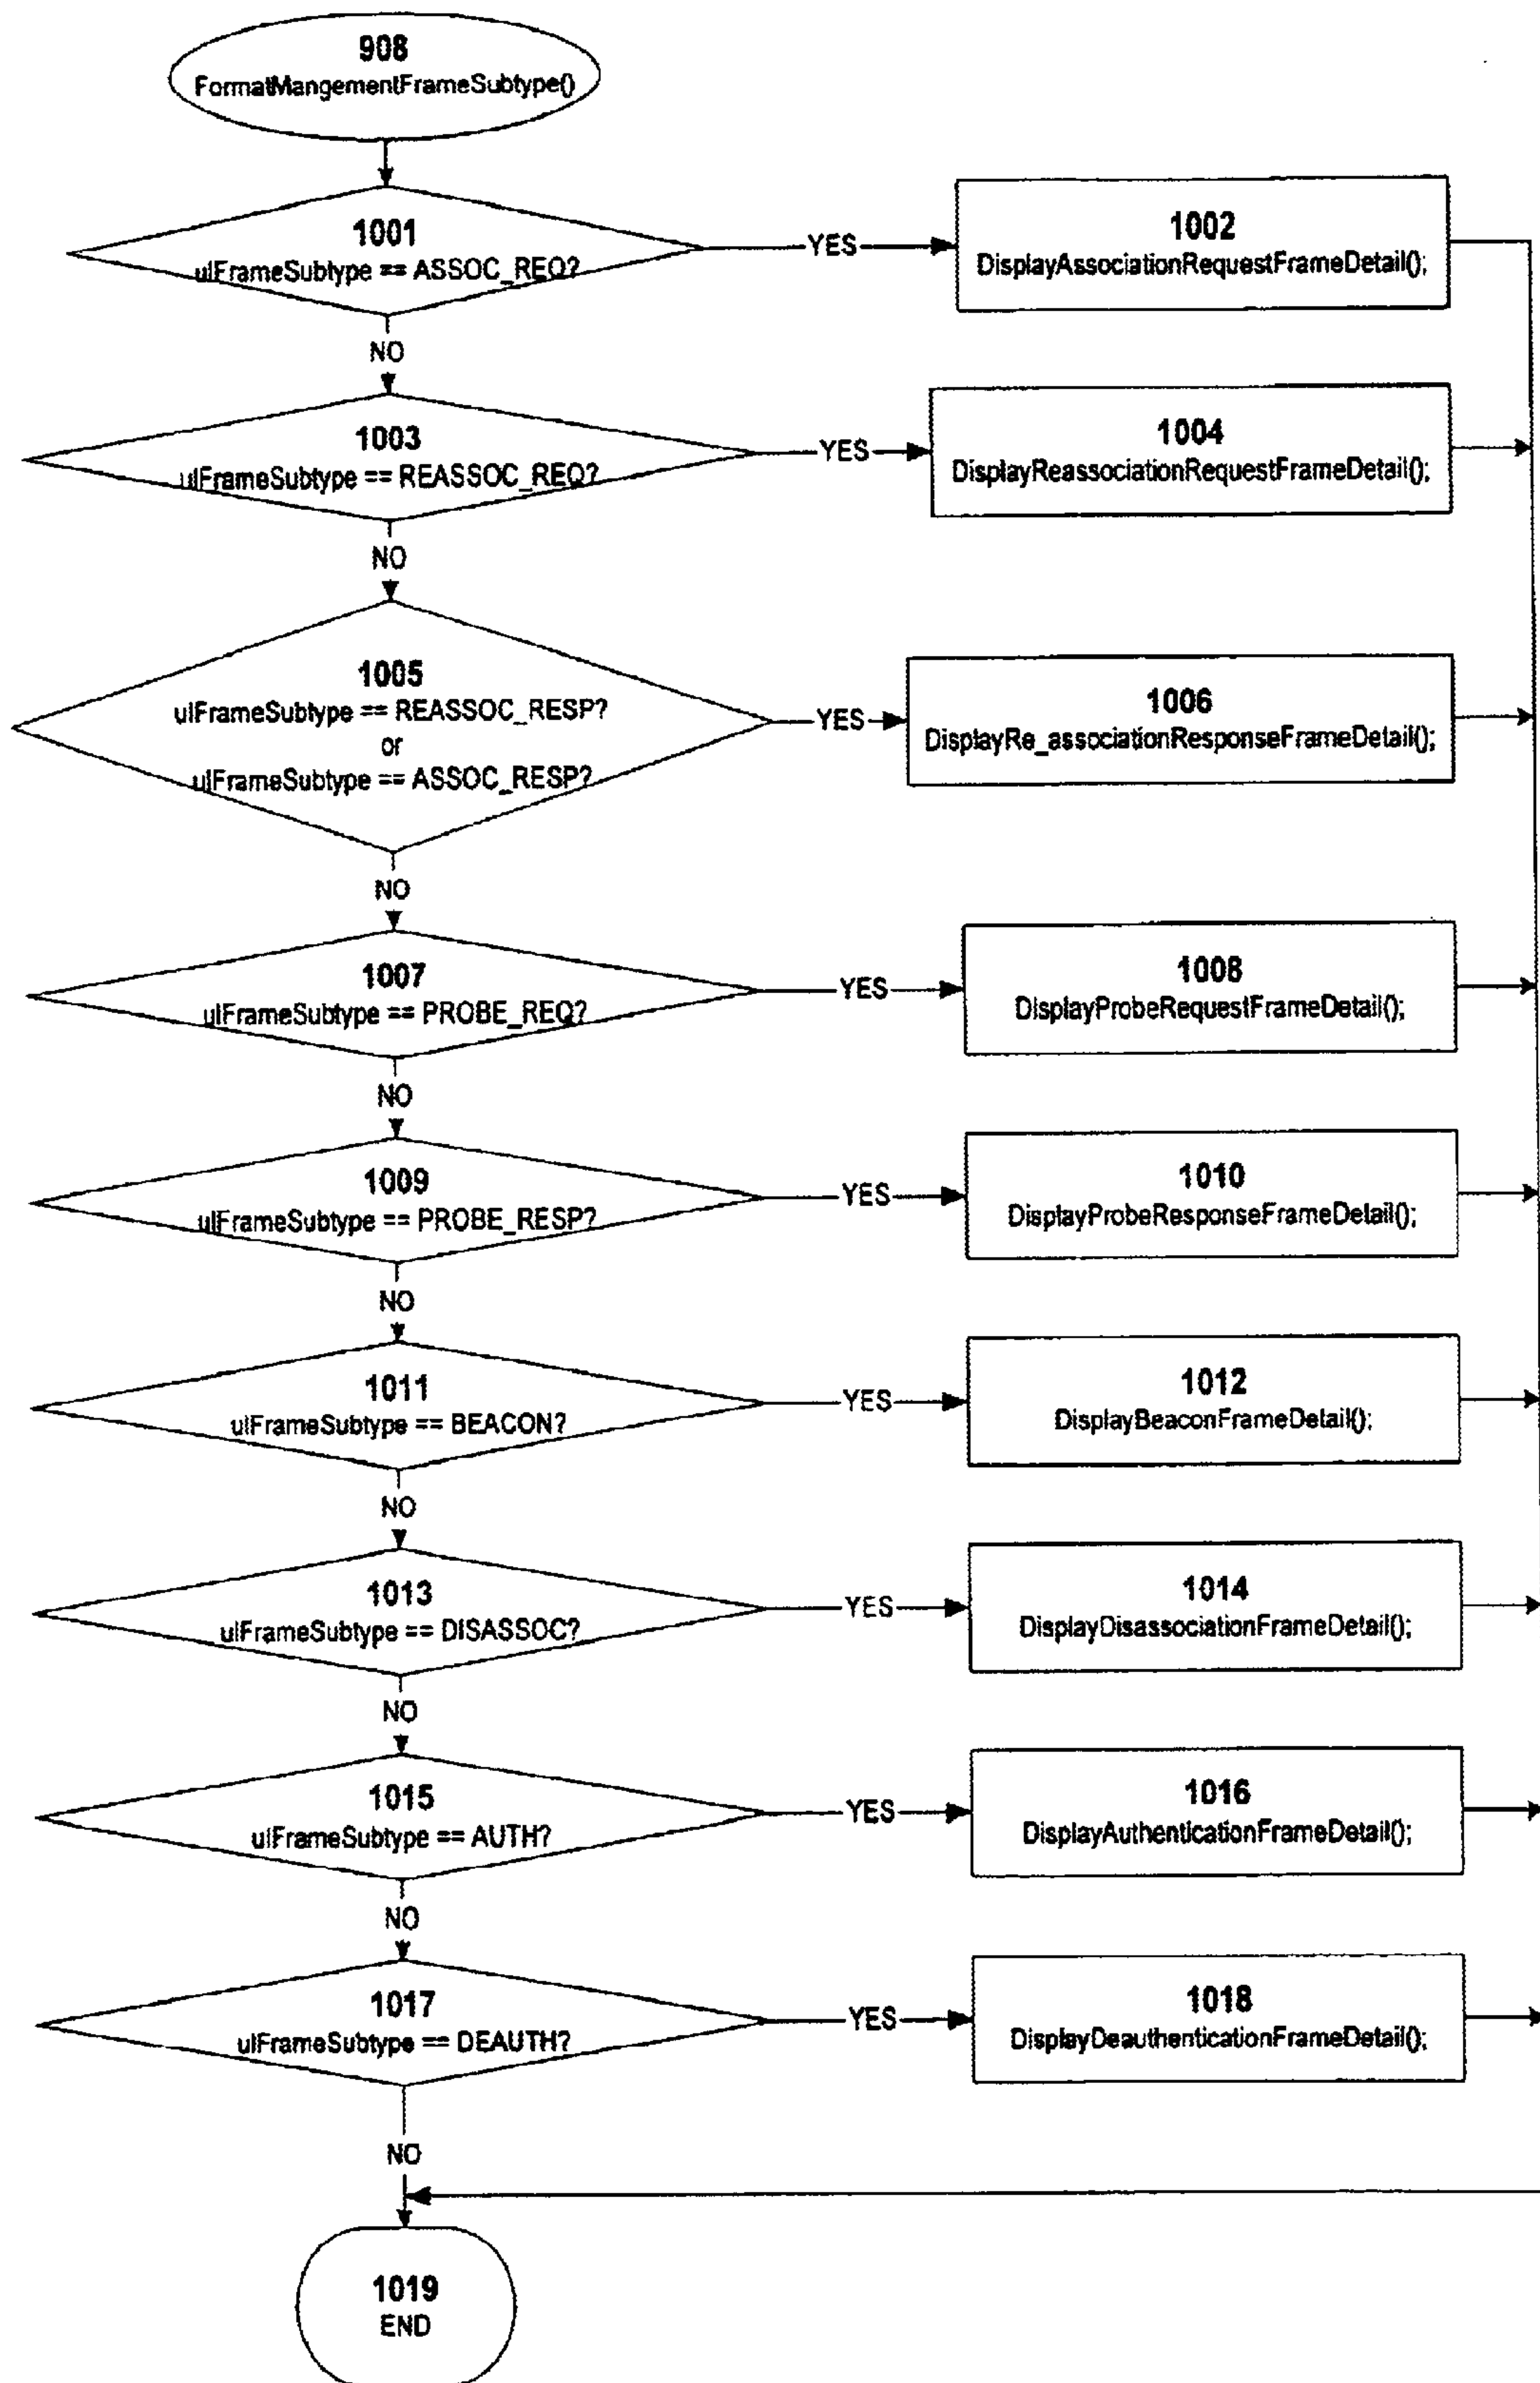 908
FormatMangementFrameSubtype()
1001
ulFrameSubtype == ASSOC_REQ?
YES
1002
DisplayAssociationRequestFrameDetail();
NO
1003
ulFrameSubtype == REASSOC_REQ?
YES
1004
DisplayReassociationRequestFrameDetail();
NO
1005
ulFrameSubtype == REASSOC_RESP?
or
ulFrameSubtype == ASSOC_RESP?
YES
1006
DisplayRe_associationResponseFrameDetail();
NO
1007
ulFrameSubtype == PROBE_REQ?
YES
1008
DisplayProbeRequestFrameDetail();
NO
1009
ulFrameSubtype == PROBE_RESP?
YES
1010
DisplayProbeResponseFrameDetail();
NO
1011
ulFrameSubtype == BEACON?
YES
1012
DisplayBeaconFrameDetail();
NO
1013
ulFrameSubtype == DISASSOC?
YES
1014
DisplayDisassociationFrameDetail();
NO
1015
ulFrameSubtype == AUTH?
YES
1016
DisplayAuthenticationFrameDetail();
NO
1017
ulFrameSubtype == DEAUTH?
YES
1018
DisplayDeauthenticationFrameDetail();
NO
1019
END